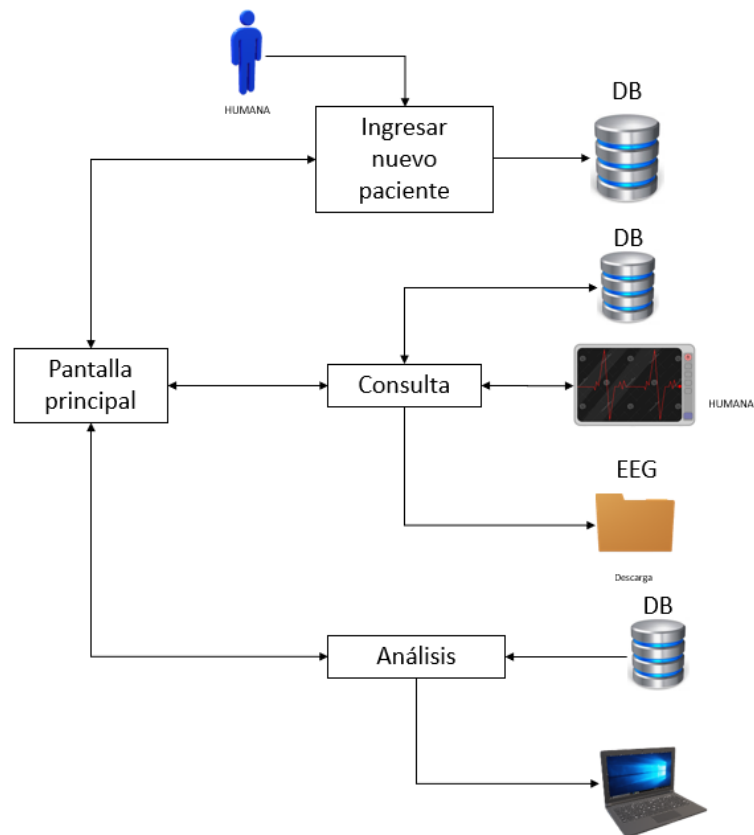 HUMANA
DB
Ingresar
nuevo
paciente
DB
Pantalla
principal
Consulta
HUMANA
EEG
Descarga
DB
Análisis